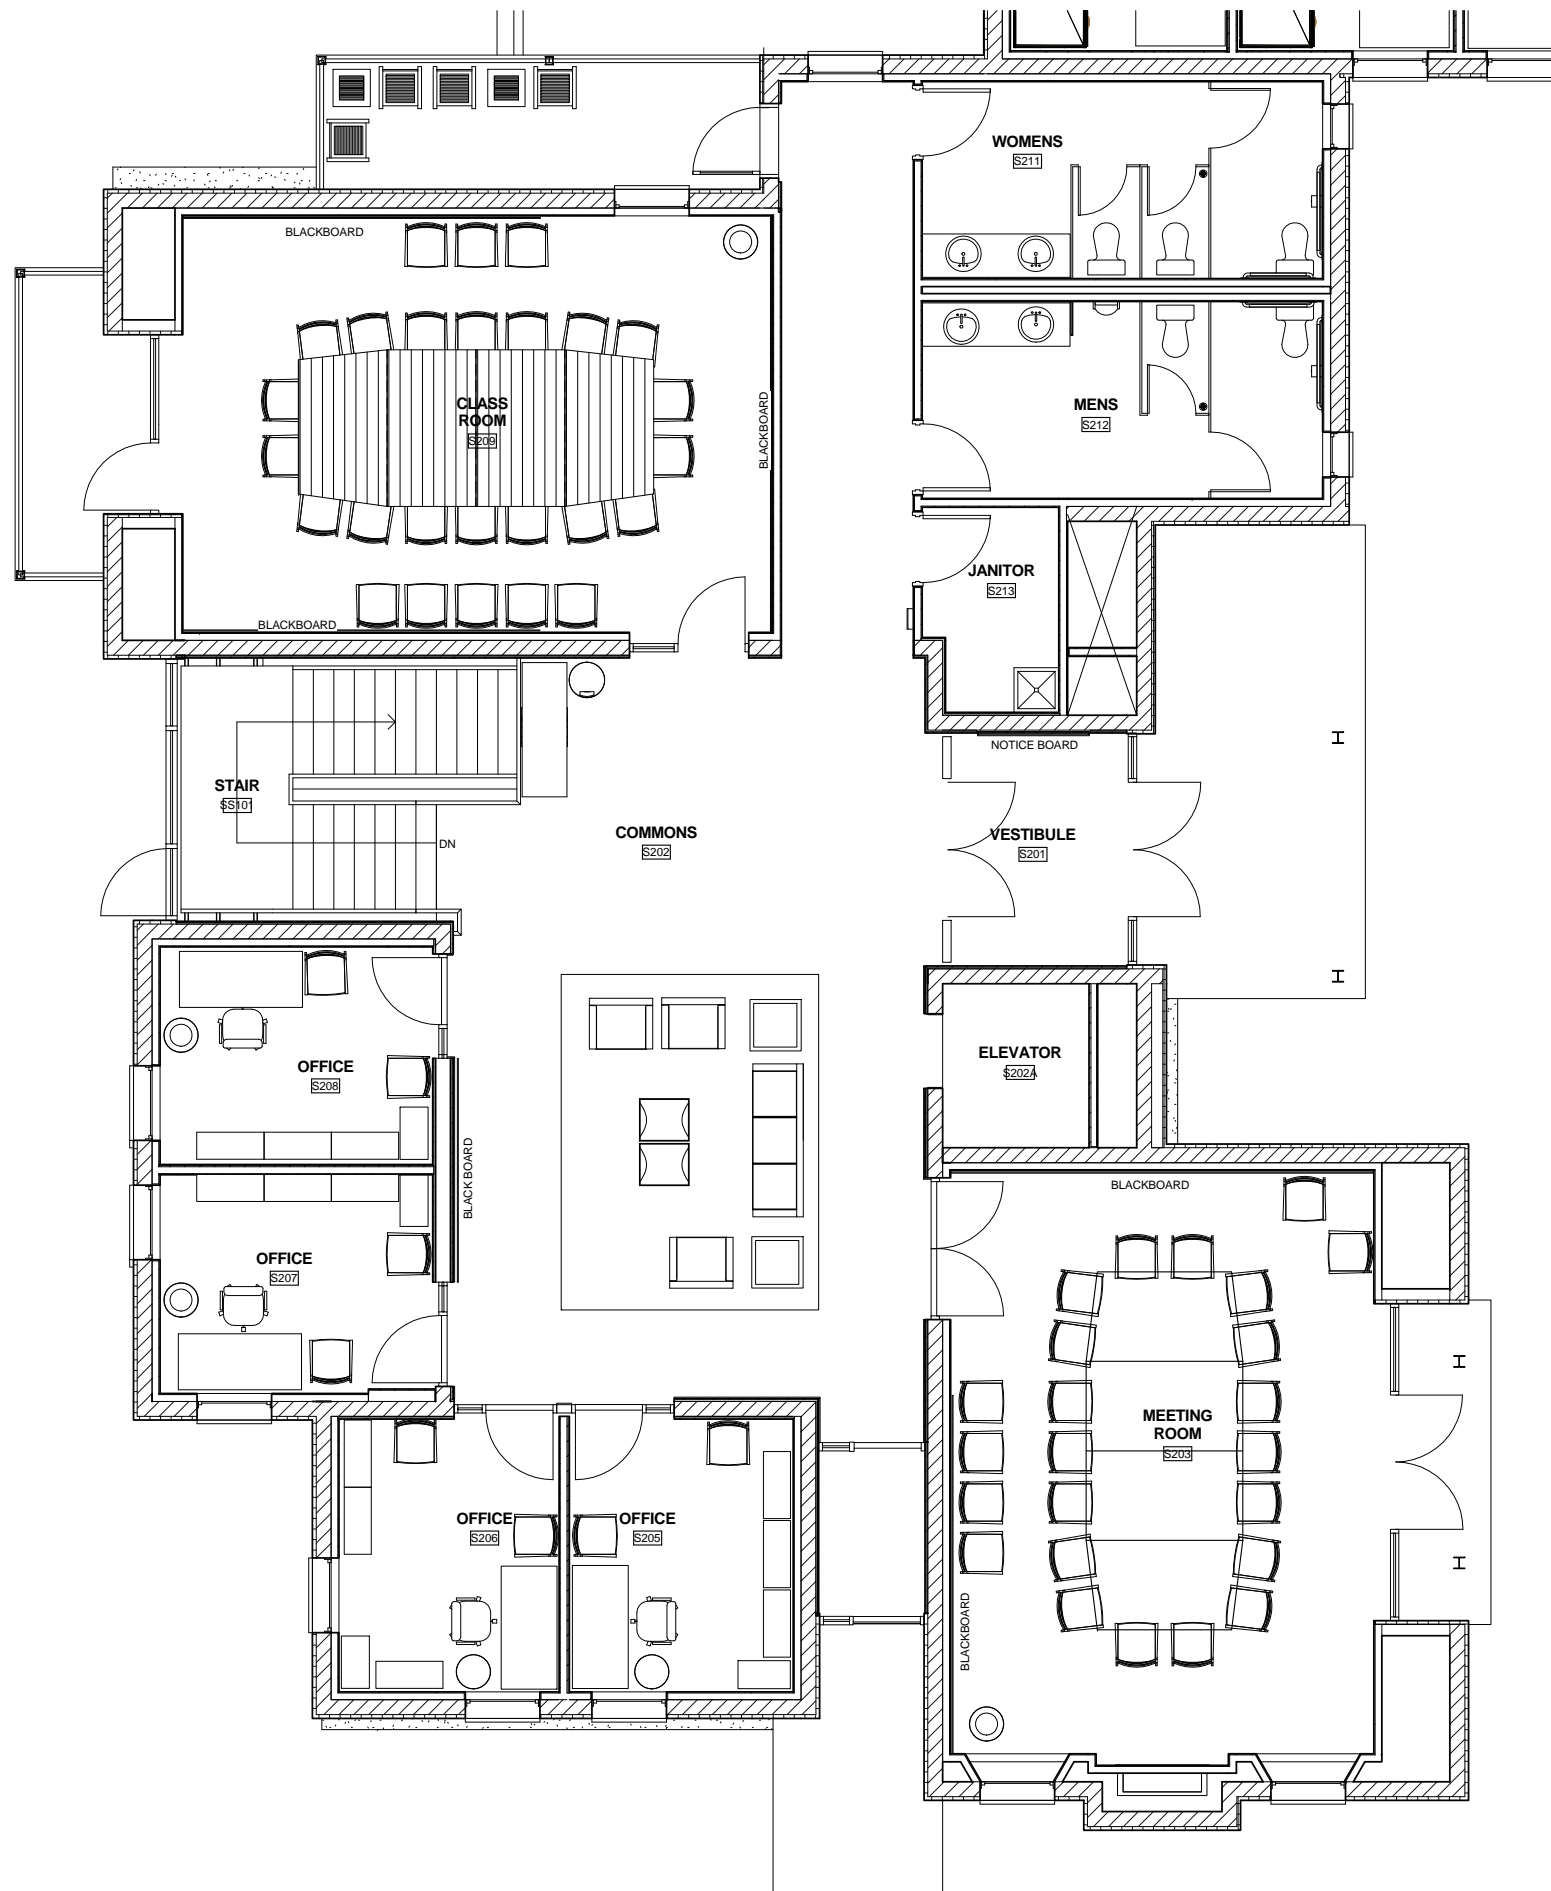 WOMENS
S211
BLACKBOARD
CLASS
ROOM
S209
BLACKBOARD
MENS
S212
JANITOR
S213
BLACKBOARD
NOTICE BOARD
STAIR
SS101
DN
COMMONS
S202
VESTIBULE
S201
OFFICE
S208
ELEVATOR
S202A
BLACK BOARD
BLACKBOARD
OFFICE
S207
MEETING
ROOM
S203
OFFICE
S206
OFFICE
S205
BLACKBOARD